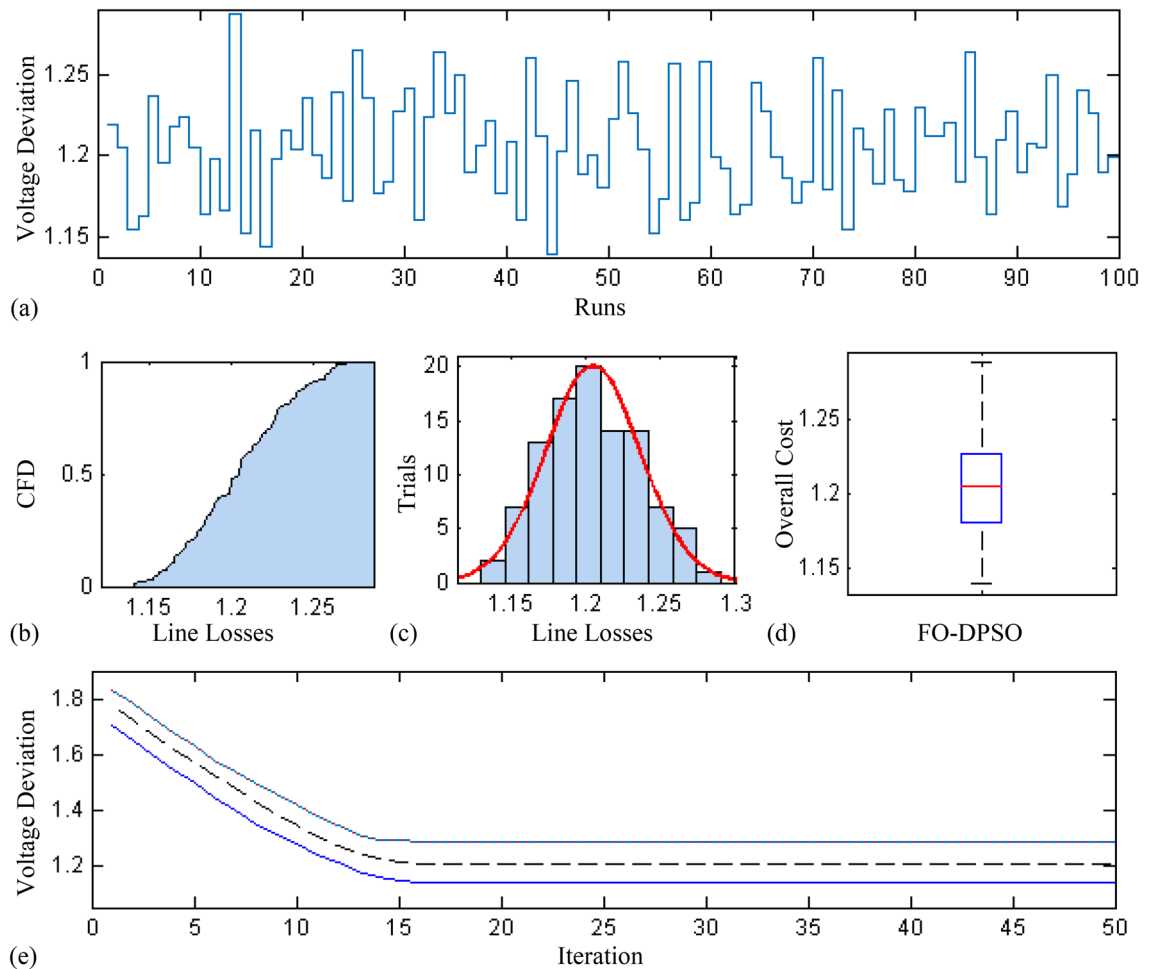 Voltage Deviation
1.25
1.2
1.15
0 10 20 30 40 50 60 70 80 90 100
(a)
Runs
CFD
1
0.5
0
1.15 1.2 1.25
(b)
Line Losses
Trials
20
15
10
5
0
1.15 1.2 1.25 1.3
(c)
Line Losses
Overall Cost
1.25
1.2
1.15
(d)
FO-DPSO
Voltage Deviation
1.8
1.6
1.4
1.2
0 5 10 15 20 25 30 35 40 45 50
(e)
Iteration